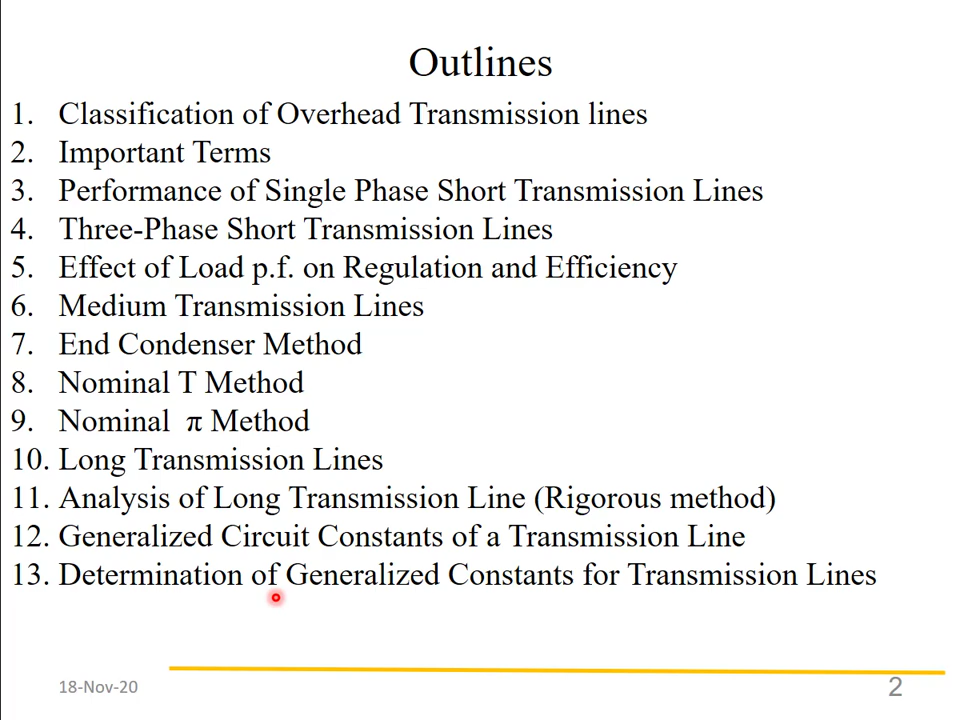 Outlines
1. Classification of Overhead Transmission lines
2. Important Terms
3. Performance of Single Phase Short Transmission Lines
4. Three-Phase Short Transmission Lines
5. Effect of Load p.f. on Regulation and Efficiency
6. Medium Transmission Lines
7. End Condenser Method
8. Nominal T Method
9. Nominal π Method
10. Long Transmission Lines
11. Analysis of Long Transmission Line (Rigorous method)
12. Generalized Circuit Constants of a Transmission Line
13. Determination of Generalized Constants for Transmission Lines
18-Nov-20
2